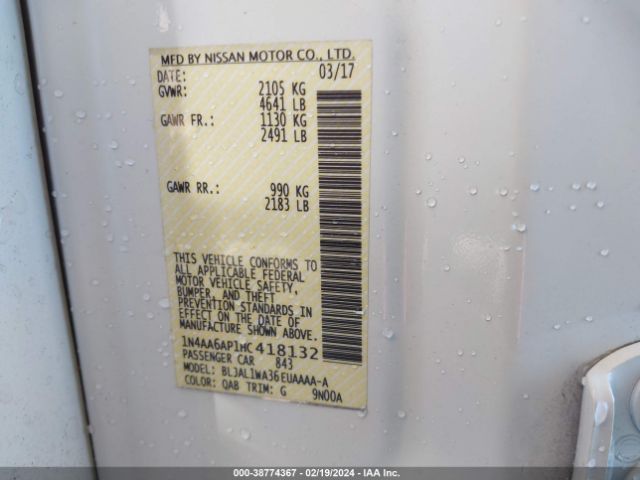 MFD BY NISSAN MOTOR CO., LTD.
DATE: 03/17
GVWR: 2105 KG
4641 LB
GAWR FR.: 1130 KG
2491 LB
GAWR RR.: 990 KG
2183 LB
THIS VEHICLE CONFORMS TO
ALL APPLICABLE FEDERAL
MOTOR VEHICLE SAFETY,
BUMPER, AND THEFT
PREVENTION STANDARDS IN
EFFECT ON THE DATE OF
MANUFACTURE SHOWN ABOVE.
1N4AA6AP1HC418132
PASSENGER CAR 843
MODEL: BLJAL1WA36EUAAAA-A
COLOR: QAB TRIM: G 9N00A
000-38774367 - 02/19/2024 - IAA Inc.